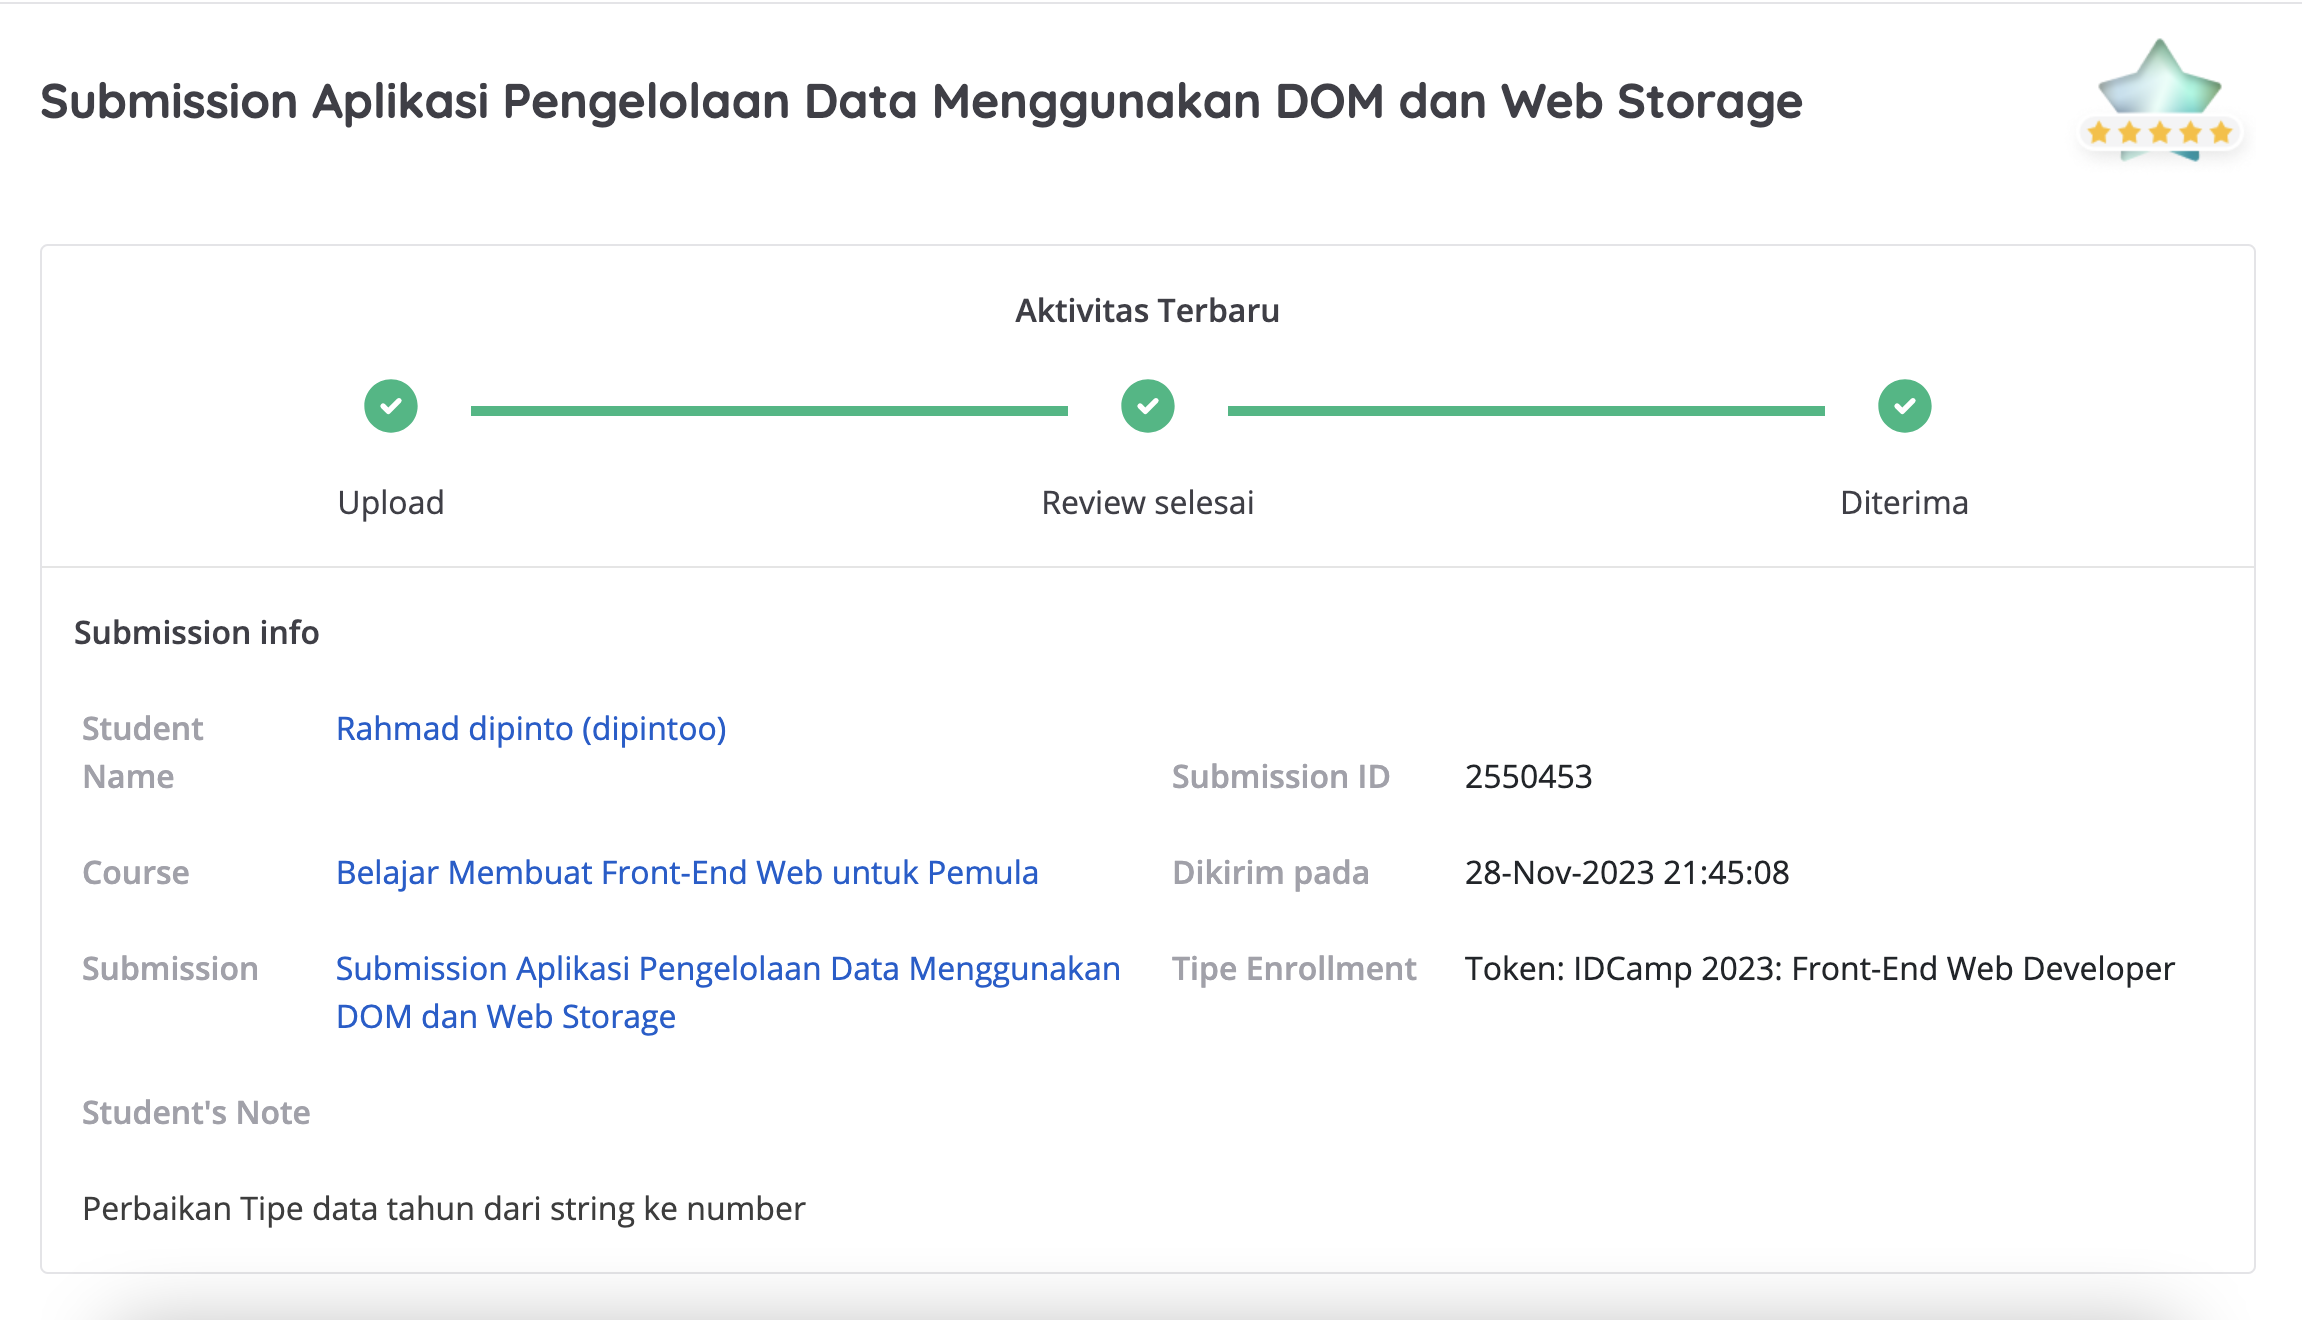 Submission Aplikasi Pengelolaan Data Menggunakan DOM dan Web Storage
Aktivitas Terbaru
Upload
Review selesai
Diterima
Submission info
Student
Name
Rahmad dipinto (dipintoo)
Submission ID
2550453
Course
Belajar Membuat Front-End Web untuk Pemula
Dikirim pada
28-Nov-2023 21:45:08
Submission
Submission Aplikasi Pengelolaan Data Menggunakan
DOM dan Web Storage
Tipe Enrollment
Token: IDCamp 2023: Front-End Web Developer
Student's Note
Perbaikan Tipe data tahun dari string ke number